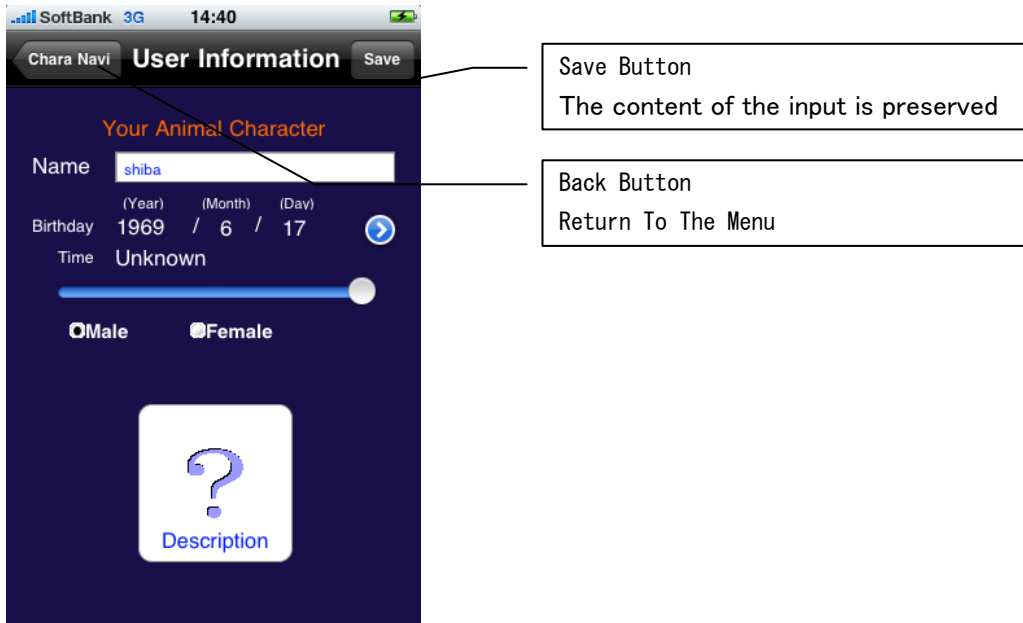 SoftBank 3G 14:40
Chara Navi User Information Save
Your Animal Character
Name shiba
(Year) (Month) (Day)
Birthday 1969 / 6 / 17
Time Unknown
Male Female
?
Description
Save Button
The content of the input is preserved
Back Button
Return To The Menu